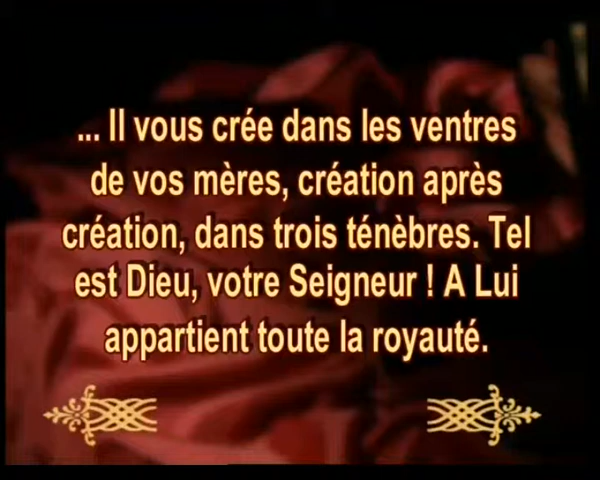 ... Il vous crée dans les ventres
de vos mères, création après
création, dans trois ténèbres. Tel
est Dieu, votre Seigneur ! A Lui
appartient toute la royauté.